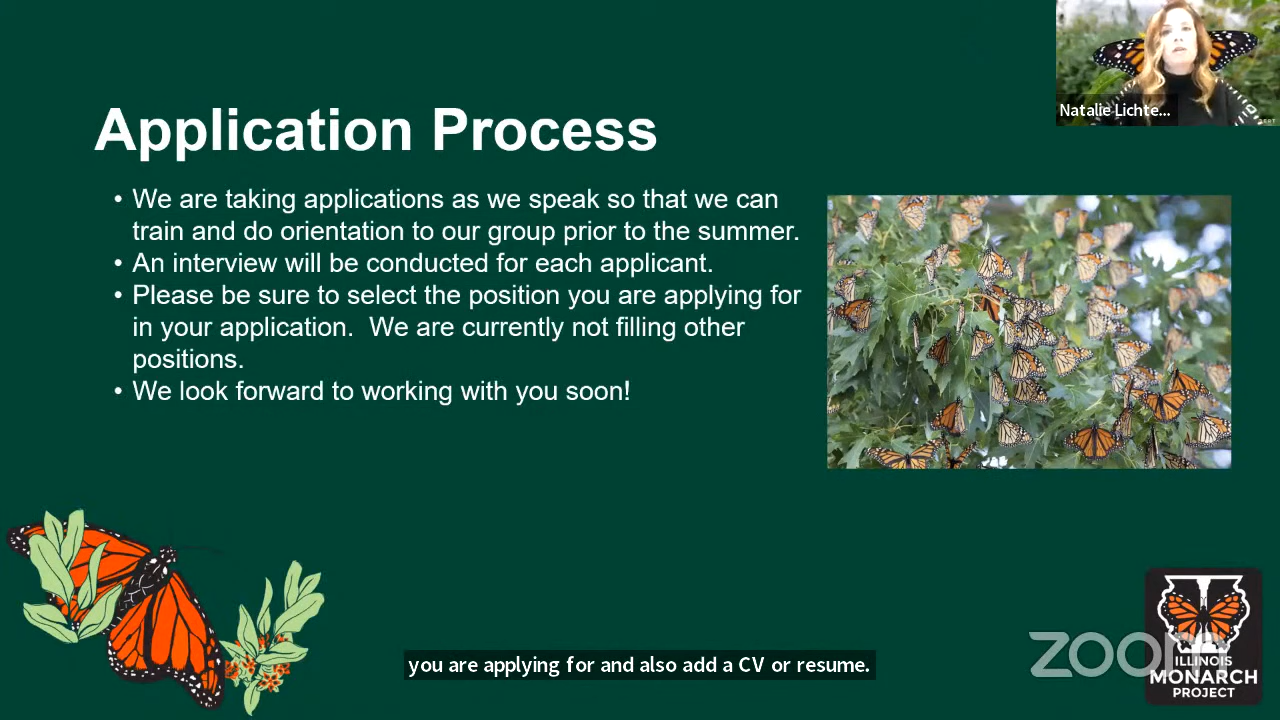 Natalie Lichte...
Application Process
• We are taking applications as we speak so that we can
train and do orientation to our group prior to the summer.
• An interview will be conducted for each applicant.
• Please be sure to select the position you are applying for
in your application.  We are currently not filling other
positions.
• We look forward to working with you soon!
you are applying for and also add a CV or resume.
zoom
ILLINOIS
MONARCH
PROJECT